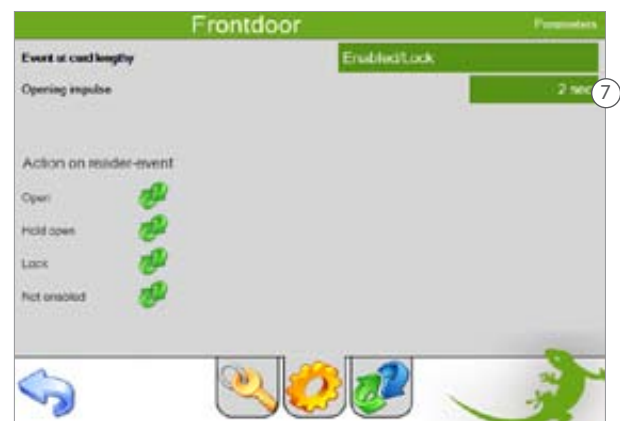 Frontdoor
Parameters
Event at card lengthy
Enabled/Lock
Opening impulse
2 sec
7
Action on reader-event
Open
Hold open
Lock
Not enabled